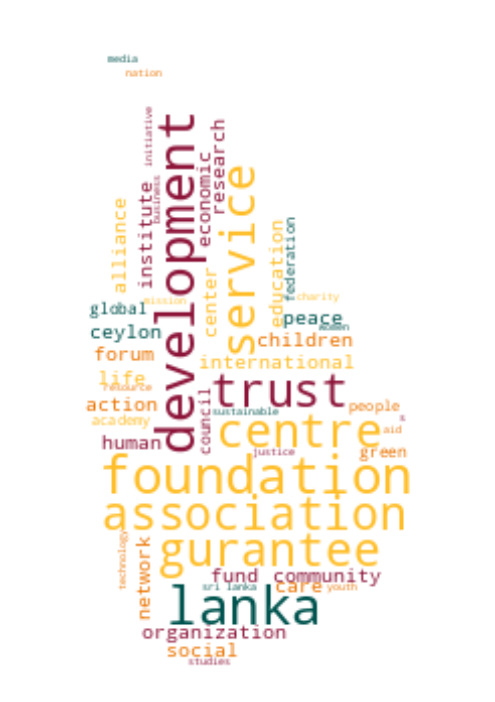 media
nation
initiative
development
research
economic
business
institute
service
alliance
education
federation
center
mission
charity
global
peace
women
ceylon
children
forum
international
life
resource
trust
action
people
council
sustainable
academy
centre
s
aid
human
justice
green
foundation
association
technology
gurantee
network
fund
community
sri lanka
care
youth
lanka
organization
social
studies